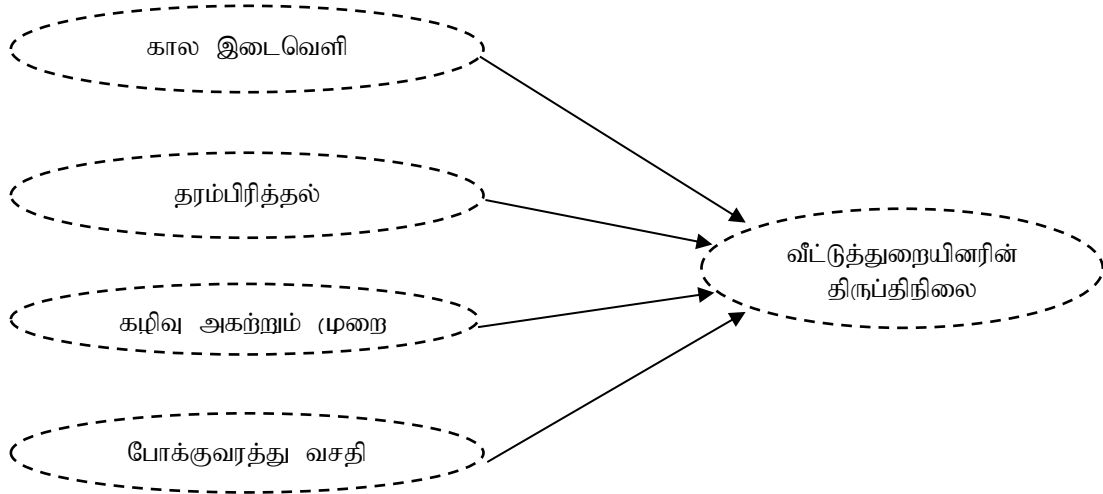 கால இடைவெளி
தரம்பிரித்தல்
வீட்டுத்துறையினரின்
திருப்திநிலை
கழிவு அகற்றும் முறை
போக்குவரத்து வசதி